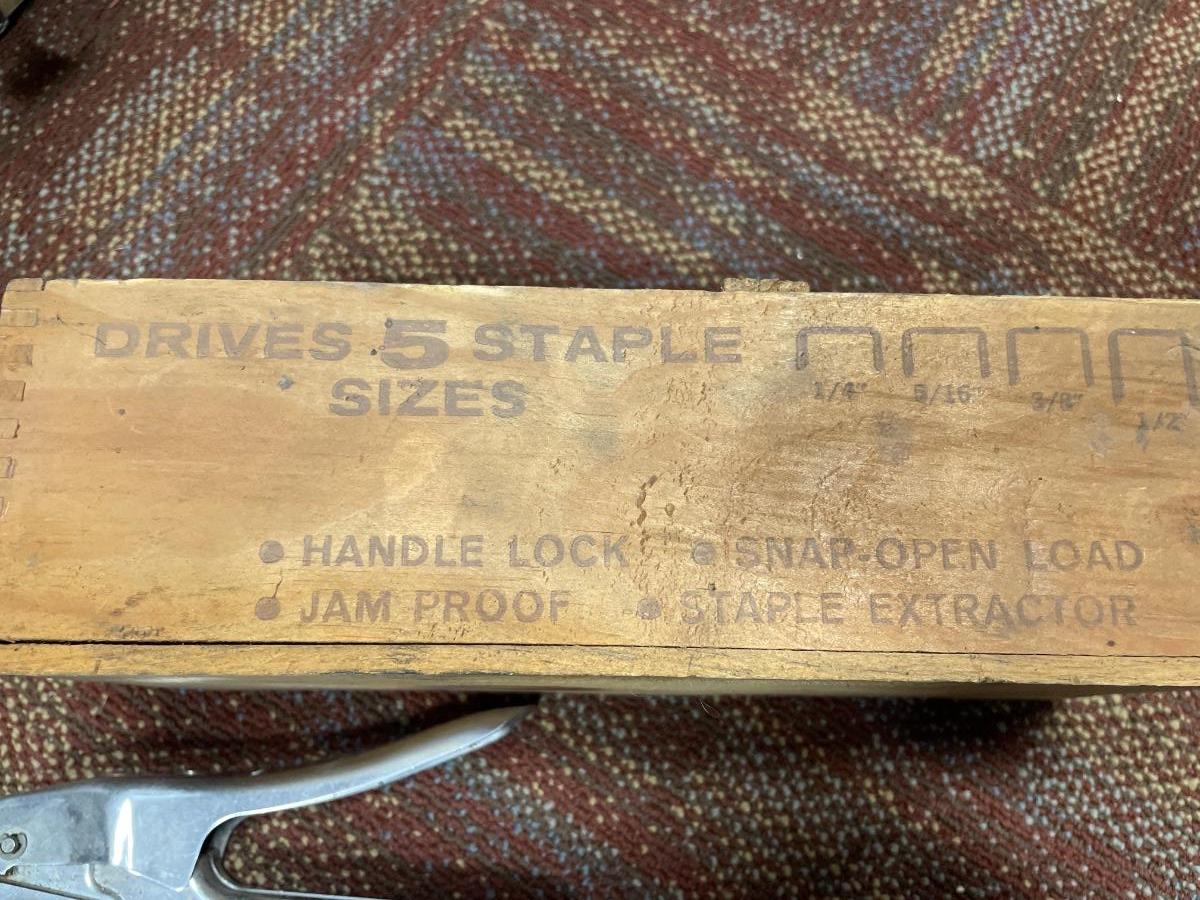 DRIVES 5 STAPLE
SIZES
1/4" 5/16" 3/8" 1/2"
• HANDLE LOCK • SNAP-OPEN LOAD
• JAM PROOF • STAPLE EXTRACTOR